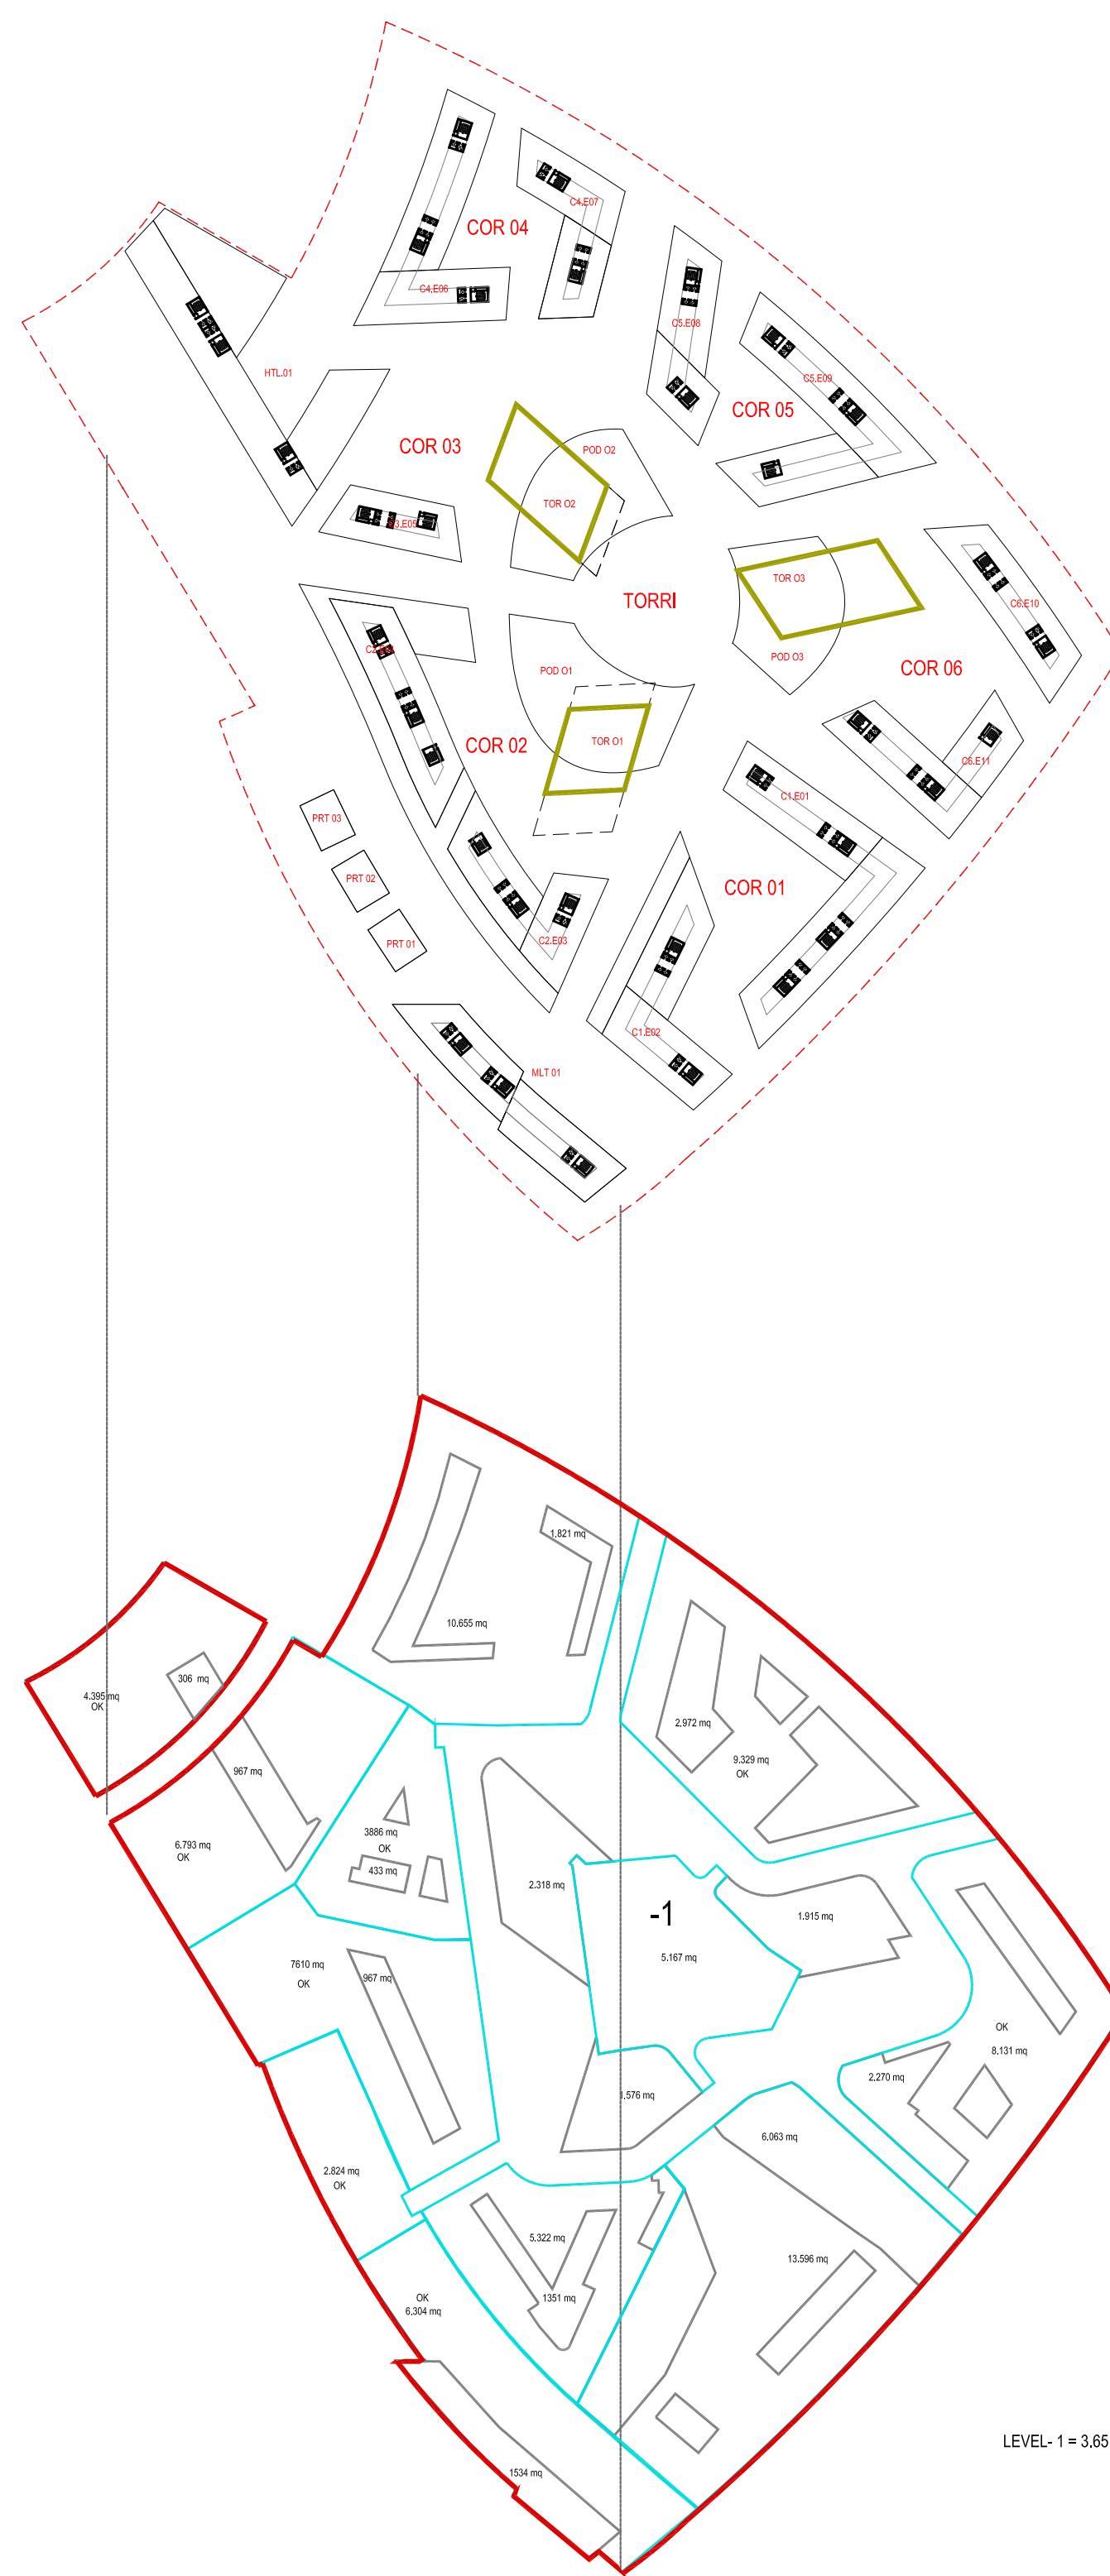 C4.E07
COR 04
C4.E06
C5.E08
HTL.01
C5.E09
COR 05
COR 03
POD O2
TOR O2
TORRI
TOR O3
C6.E10
POD O3
COR 06
POD O1
COR 02
TOR O1
C6.E11
C1.E01
PRT 03
PRT 02
COR 01
PRT 01
C2.E03
C1.E02
MLT 01
1.821 mq
10.655 mq
306 mq
4.395 mq
OK
2.972 mq
9.329 mq
OK
967 mq
3886 mq
OK
6.793 mq
OK
433 mq
2.318 mq
-1
1.915 mq
5.167 mq
7610 mq
OK
967 mq
OK
8.131 mq
2.270 mq
1.576 mq
6.063 mq
2.824 mq
OK
5.322 mq
13.596 mq
1351 mq
OK
6.304 mq
LEVEL- 1 = 3.65
1534 mq